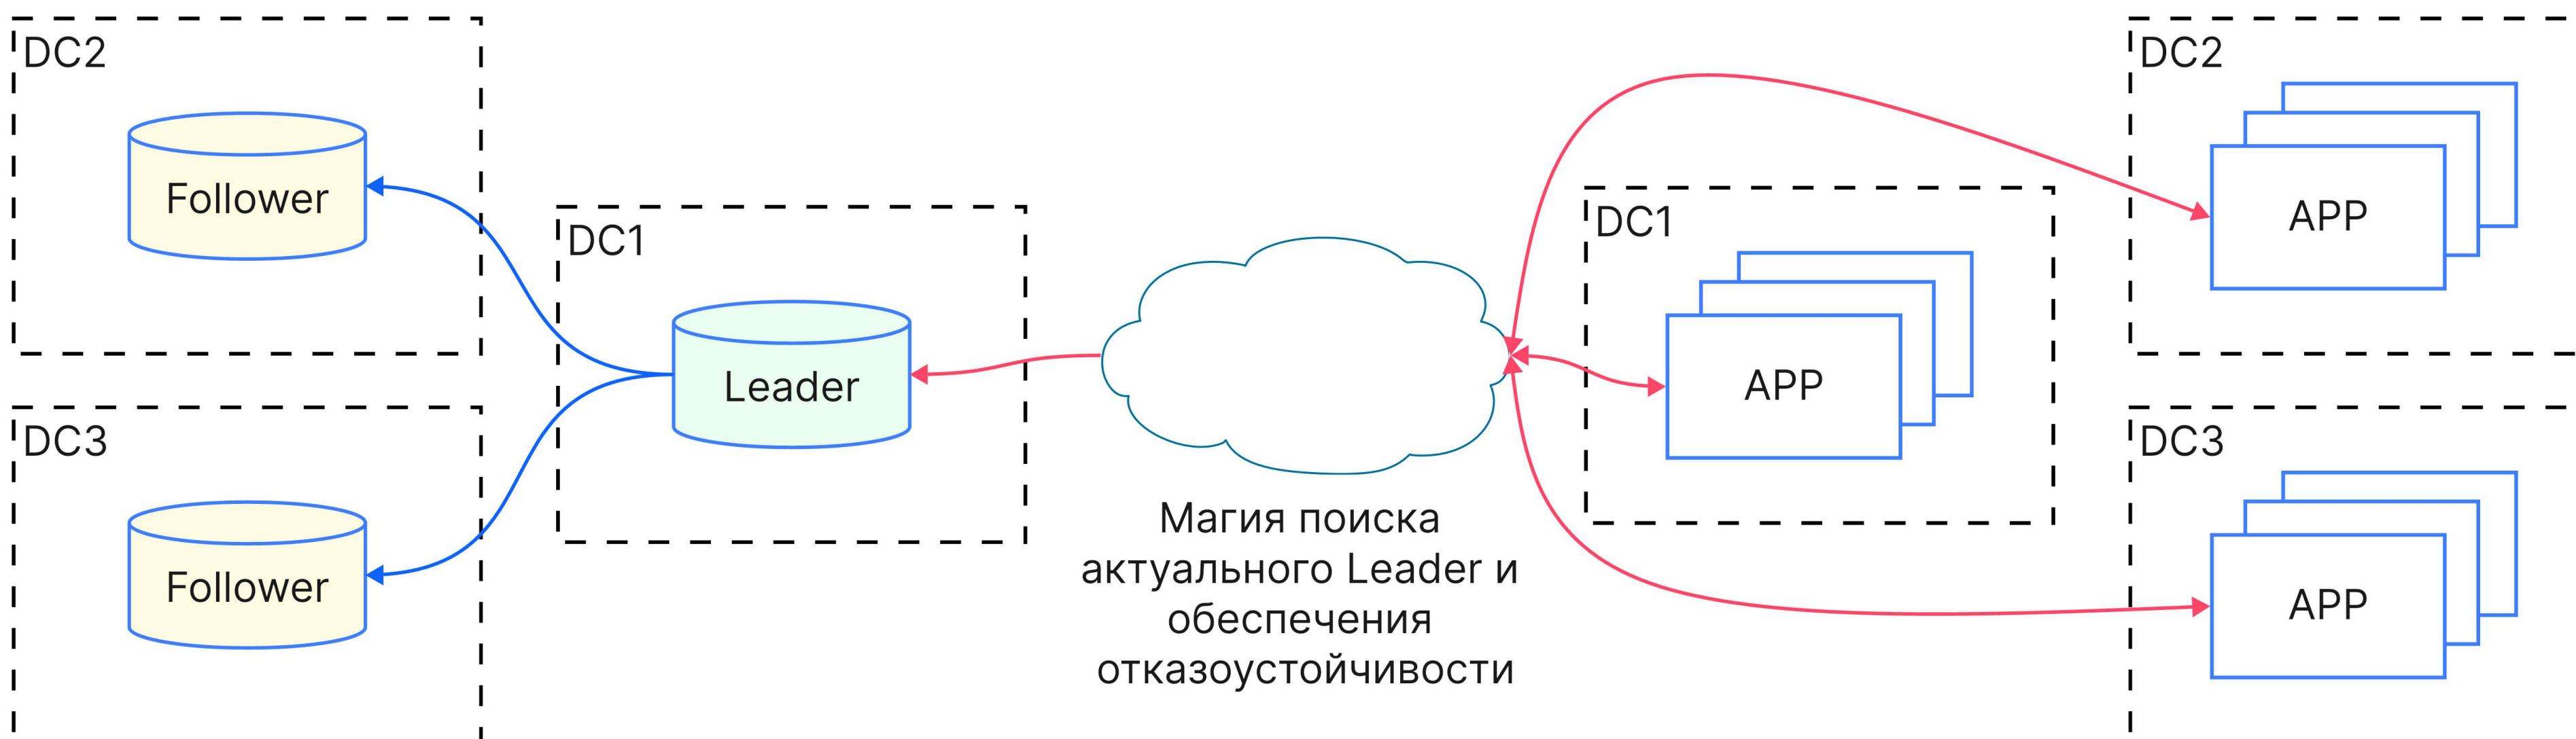 DC2
Follower
DC3
Follower
DC1
Leader
Магия поиска
актуального Leader и
обеспечения
отказоустойчивости
DC1
APP
DC2
APP
DC3
APP